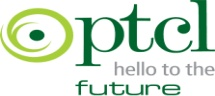 ptcl
hello to the
future